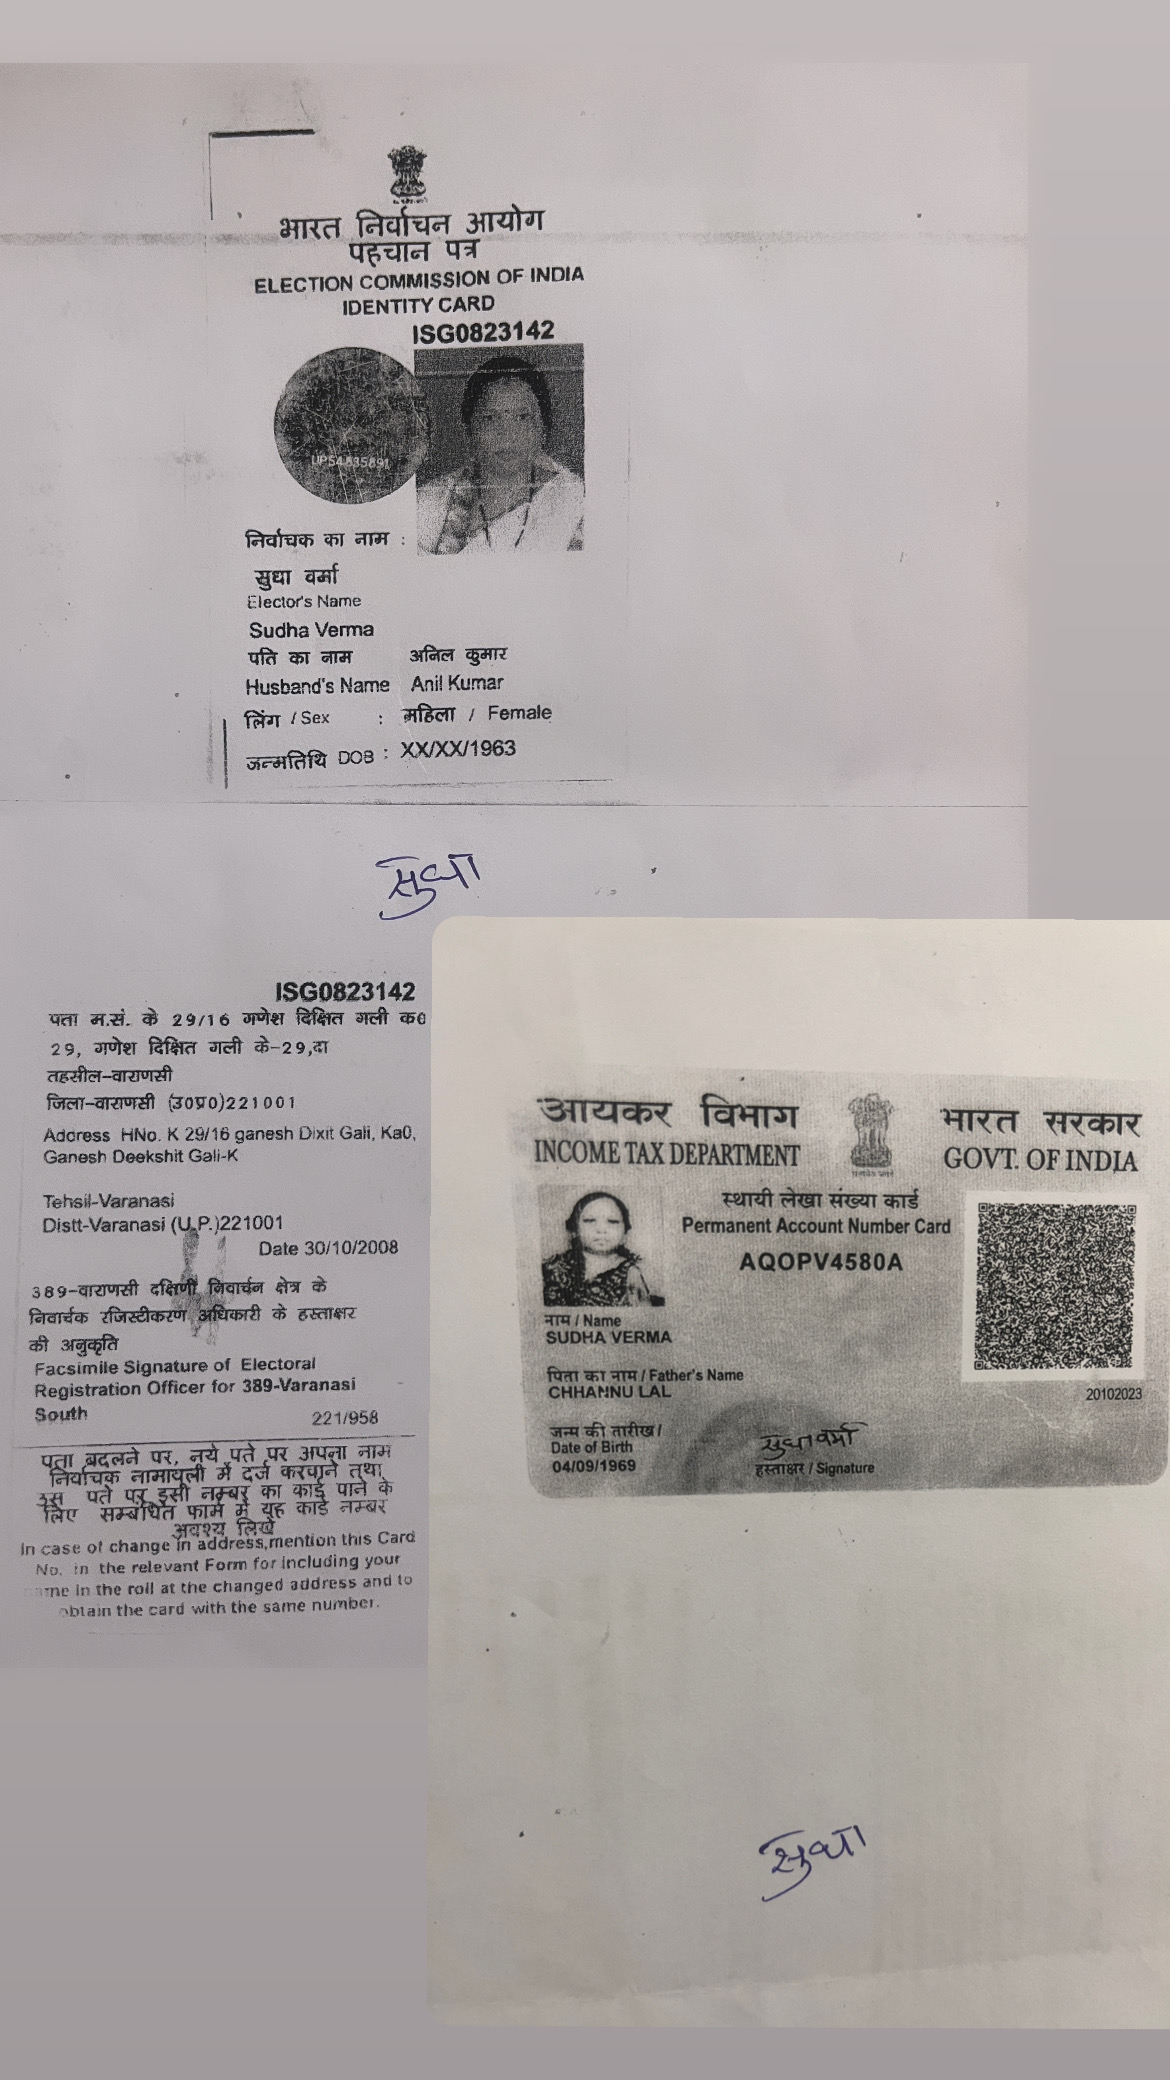 भारत निर्वाचन आयोग
पहचान पत्र
ELECTION COMMISSION OF INDIA
IDENTITY CARD
ISG0823142
UPS4835891
निर्वाचक का नाम :
सुधा वर्मा
Elector's Name
Sudha Verma
पति का नाम अनिल कुमार
Husband's Name Anil Kumar
लिंग / Sex : महिला / Female
जन्मतिथि DOB : XX/XX/1963
सुधा
ISG0823142
पता म.सं. के 29/16 गणेश दिक्षित गली क0
29, गणेश दिक्षित गली के-29,दा
तहसील-वाराणसी
जिला-वाराणसी (उ0प्र0)221001
Address HNo. K 29/16 ganesh Dixit Gali, Ka0,
Ganesh Deekshit Gali-K
Tehsil-Varanasi
Distt-Varanasi (U.P.)221001
Date 30/10/2008
389-वाराणसी दक्षिणी निवार्चन क्षेत्र के
निवार्चक रजिस्टीकरण अधिकारी के हस्ताक्षर
की अनुकृति
Facsimile Signature of Electoral
Registration Officer for 389-Varanasi
South 221/958
पता बदलने पर, नये पते पर अपना नाम
निर्वाचक नामावली में दर्ज करवाने तथा
उस पते पर इसी नम्बर का कार्ड पाने के
लिए सम्बंधित फार्म में यह कार्ड नम्बर
अवश्य लिखें
In case of change in address,mention this Card
No. in the relevant Form for including your
name in the roll at the changed address and to
obtain the card with the same number.
आयकर विभाग भारत सरकार
INCOME TAX DEPARTMENT GOVT. OF INDIA
स्थायी लेखा संख्या कार्ड
Permanent Account Number Card
AQOPV4580A
नाम / Name
SUDHA VERMA
पिता का नाम / Father's Name
CHHANNU LAL
20102023
जन्म की तारीख /
Date of Birth
04/09/1969
सुधा वर्मा
हस्ताक्षर / Signature
सुधा